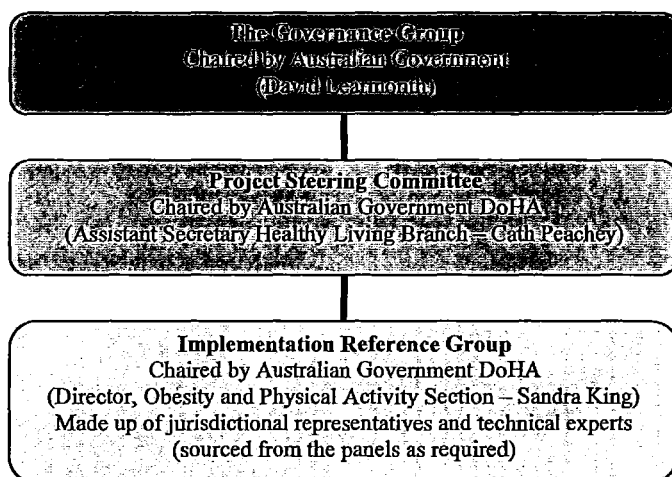 The Governance Group
Chaired by Australian Government
(David Learmonth)
Project Steering Committee
Chaired by Australian Government DoHA
(Assistant Secretary Healthy Living Branch – Cath Peachey)
Implementation Reference Group
Chaired by Australian Government DoHA
(Director, Obesity and Physical Activity Section – Sandra King)
Made up of jurisdictional representatives and technical experts
(sourced from the panels as required)